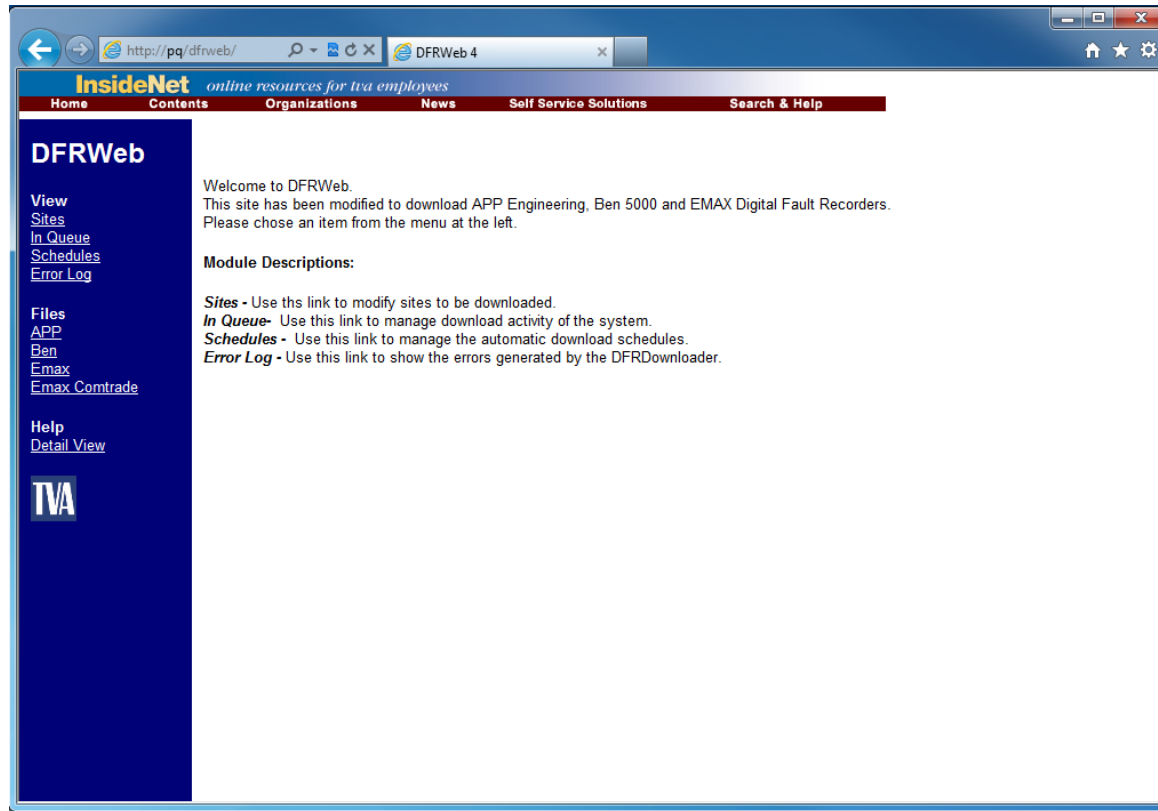 http://pq/dfrweb/
DFRWeb 4
InsideNet online resources for tva employees
Home Contents Organizations News Self Service Solutions Search & Help
DFRWeb
View
Sites
In Queue
Schedules
Error Log
Files
APP
Ben
Emax
Emax Comtrade
Help
Detail View
TVA
Welcome to DFRWeb.
This site has been modified to download APP Engineering, Ben 5000 and EMAX Digital Fault Recorders.
Please chose an item from the menu at the left.
Module Descriptions:
Sites - Use ths link to modify sites to be downloaded.
In Queue- Use this link to manage download activity of the system.
Schedules - Use this link to manage the automatic download schedules.
Error Log - Use this link to show the errors generated by the DFRDownloader.